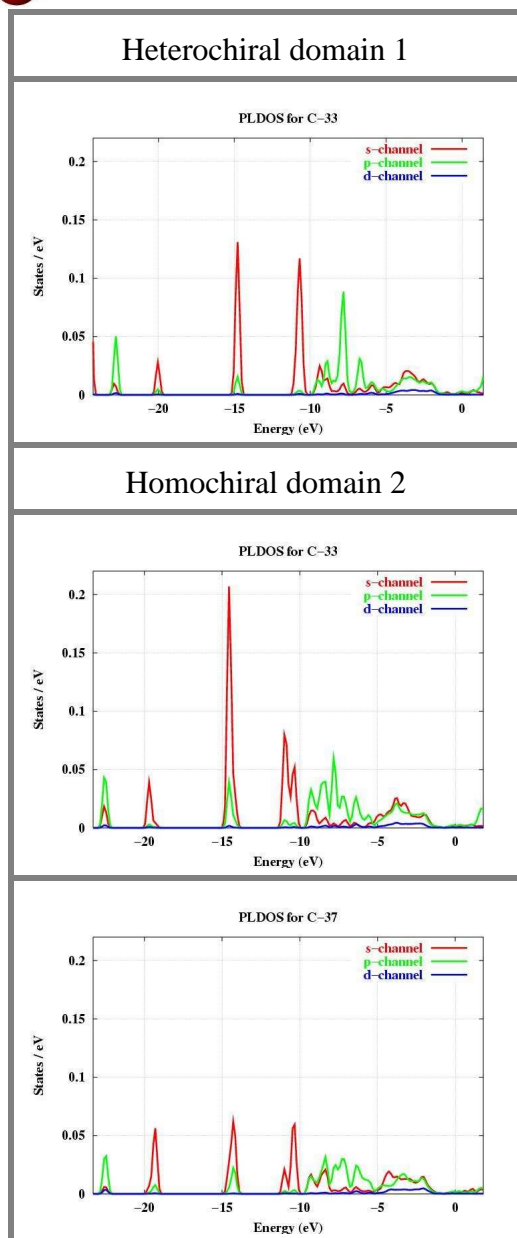 Heterochiral domain 1
PLDOS for C−33
s−channel
p−channel
d−channel
States / eV
0.2
0.15
0.1
0.05
0
−20 −15 −10 −5 0
Energy (eV)
Homochiral domain 2
PLDOS for C−33
s−channel
p−channel
d−channel
States / eV
0.2
0.15
0.1
0.05
0
−20 −15 −10 −5 0
Energy (eV)
PLDOS for C−37
s−channel
p−channel
d−channel
States / eV
0.2
0.15
0.1
0.05
0
−20 −15 −10 −5 0
Energy (eV)